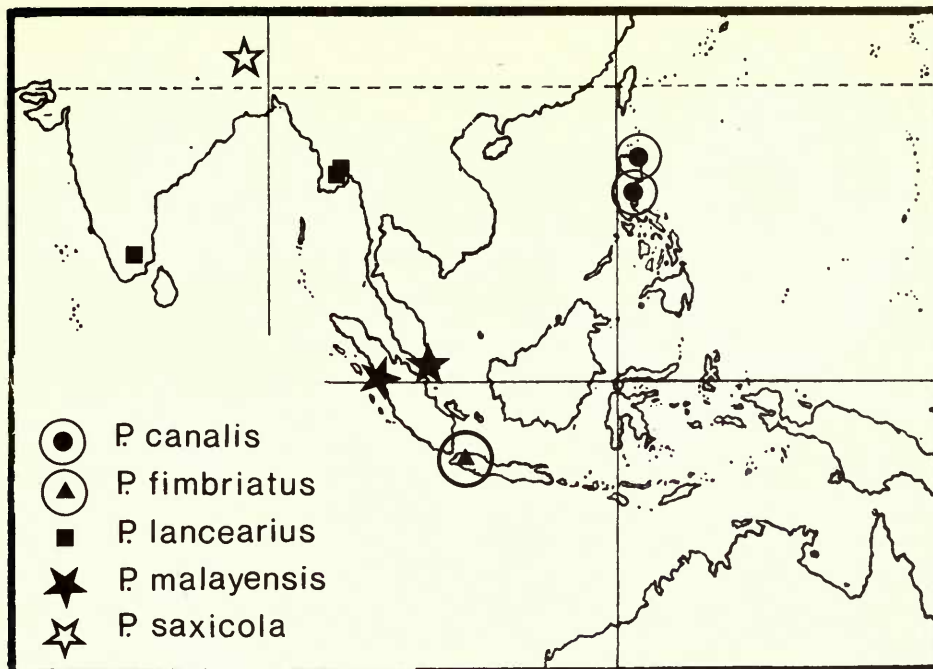 P. canalis
P. fimbriatus
P. lancearius
P. malayensis
P. saxicola